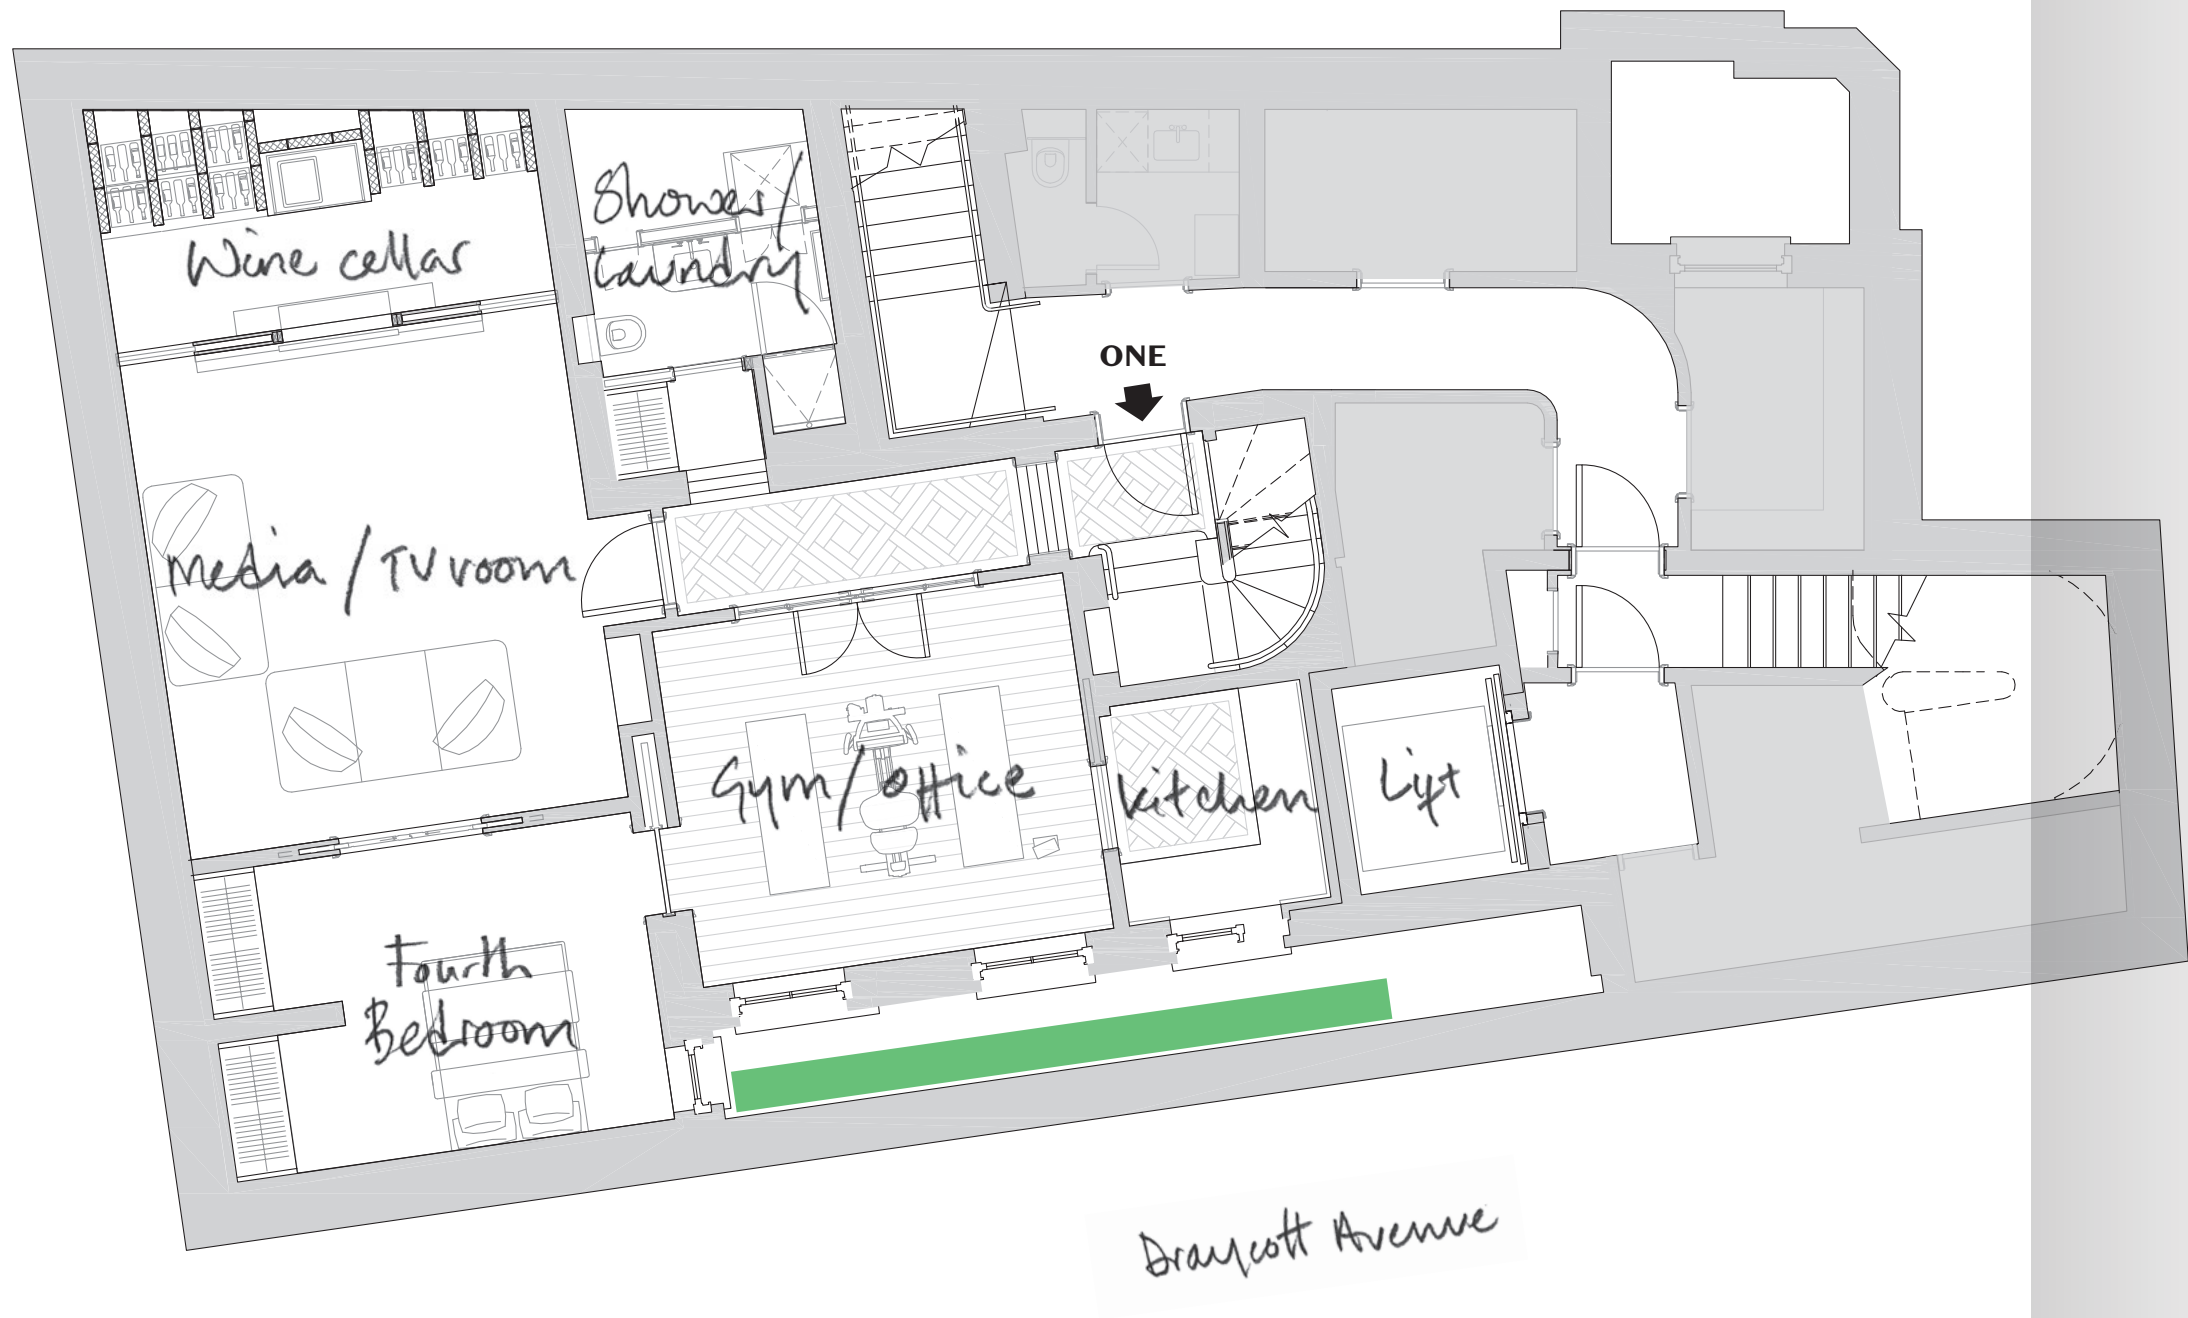 Shower/
Laundry
Wine cellar
ONE
Media / TV room
Gym/office
Kitchen
Lift
Fourth
Bedroom
Draycott Avenue